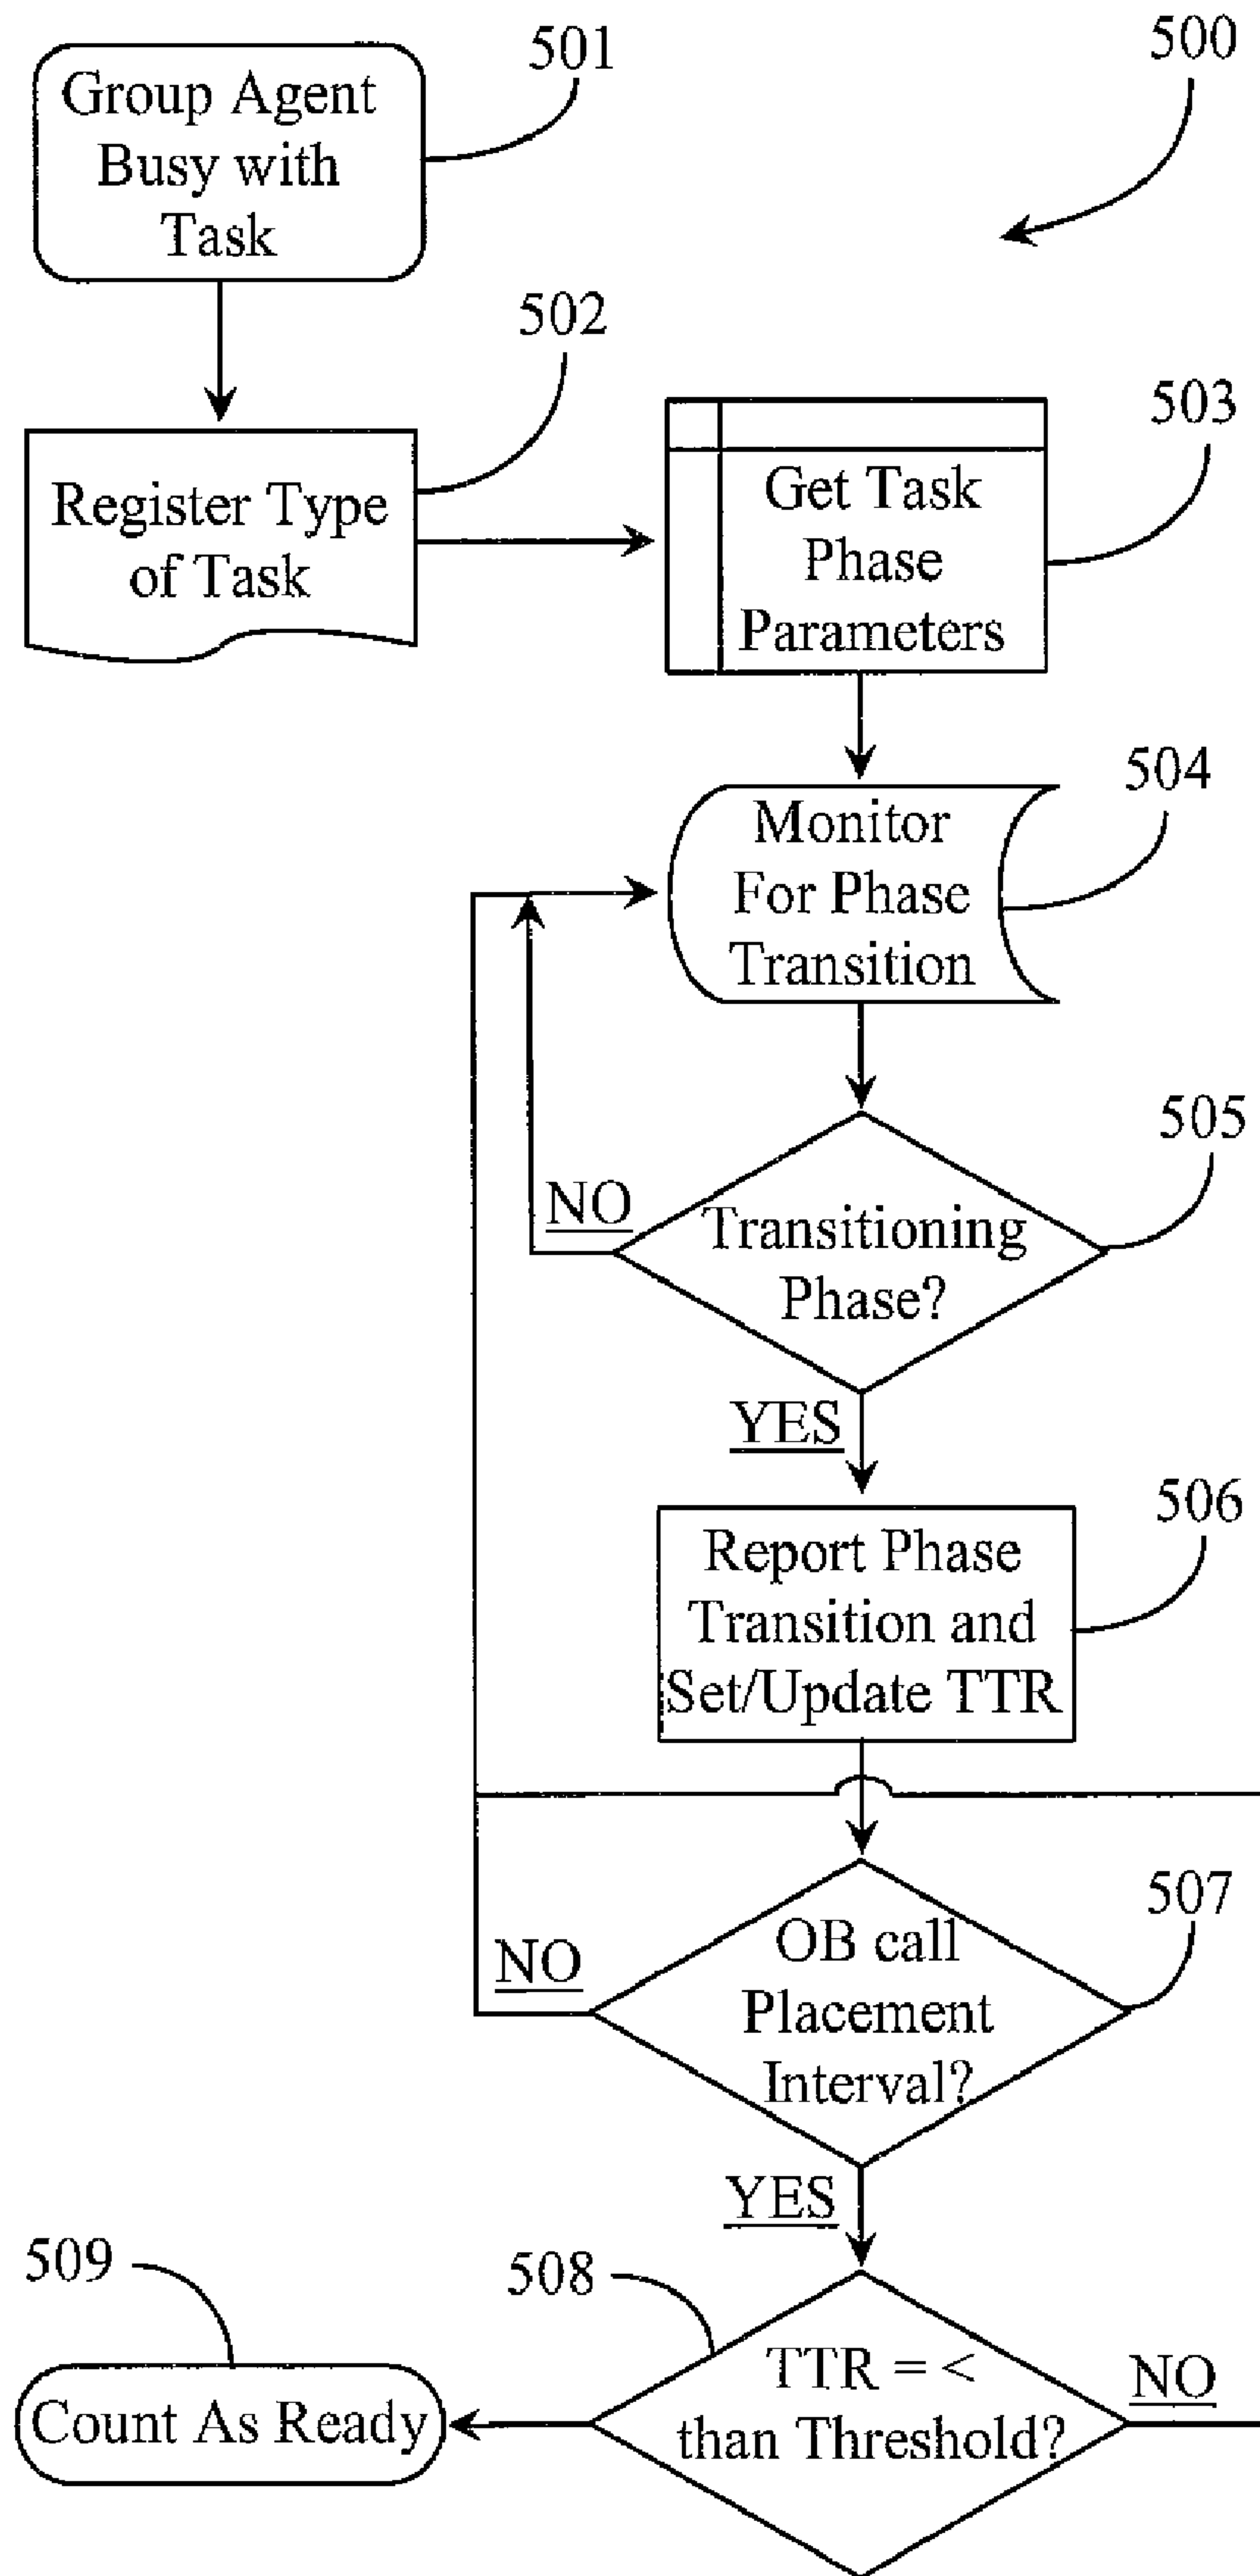 500
501
Group Agent
Busy with
Task
502
Register Type
of Task
503
Get Task
Phase
Parameters
504
Monitor
For Phase
Transition
505
NO
Transitioning
Phase?
YES
506
Report Phase
Transition and
Set/Update TTR
507
NO
OB call
Placement
Interval?
YES
508
509
TTR = <
than Threshold?
NO
Count As Ready